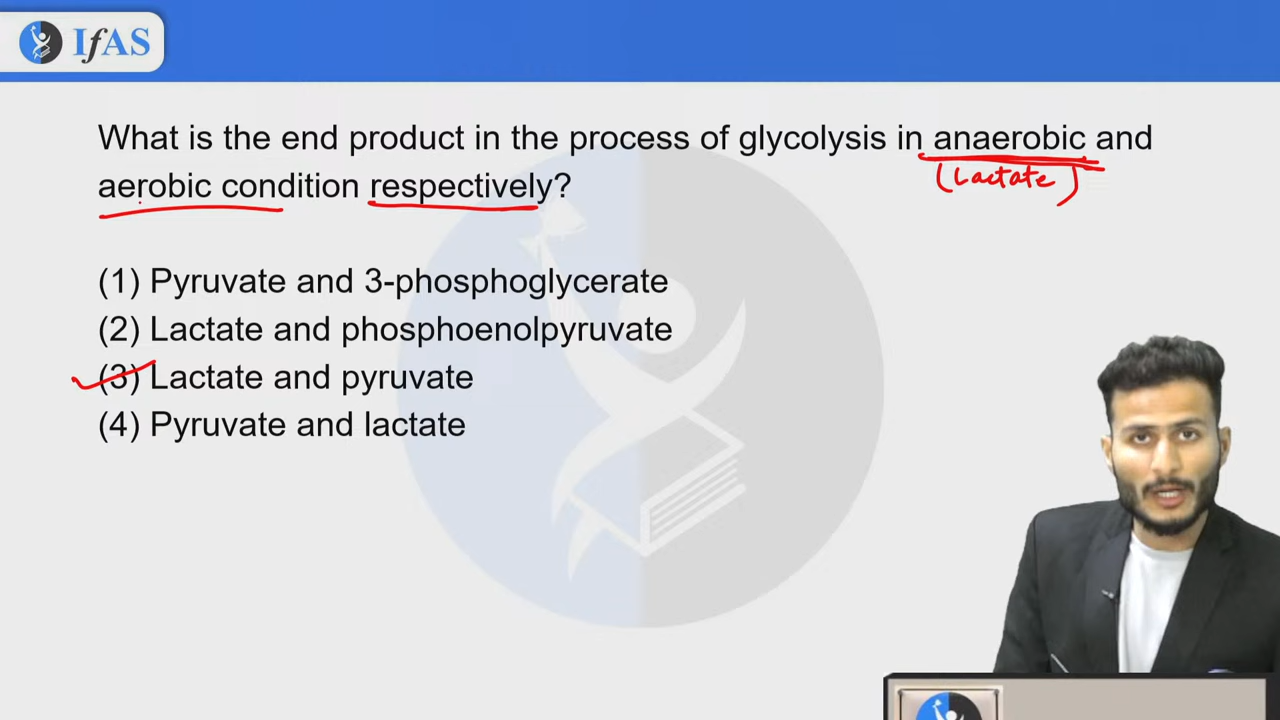 IfAS
What is the end product in the process of glycolysis in anaerobic and
(Lactate)
aerobic condition respectively?
(1) Pyruvate and 3-phosphoglycerate
(2) Lactate and phosphoenolpyruvate
(3) Lactate and pyruvate
(4) Pyruvate and lactate